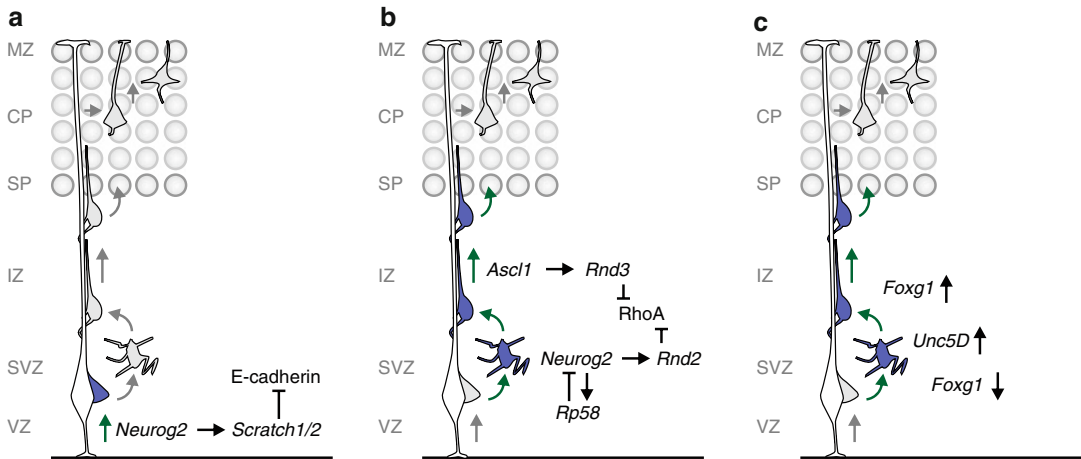 a
MZ
CP
SP
IZ
SVZ
E-cadherin
VZ
Neurog2 Scratch1/2
b
MZ
CP
SP
IZ
Ascl1 Rnd3
RhoA
SVZ
Neurog2 Rnd2
Rp58
VZ
c
MZ
CP
SP
IZ
Foxg1
Unc5D
SVZ
Foxg1
VZ